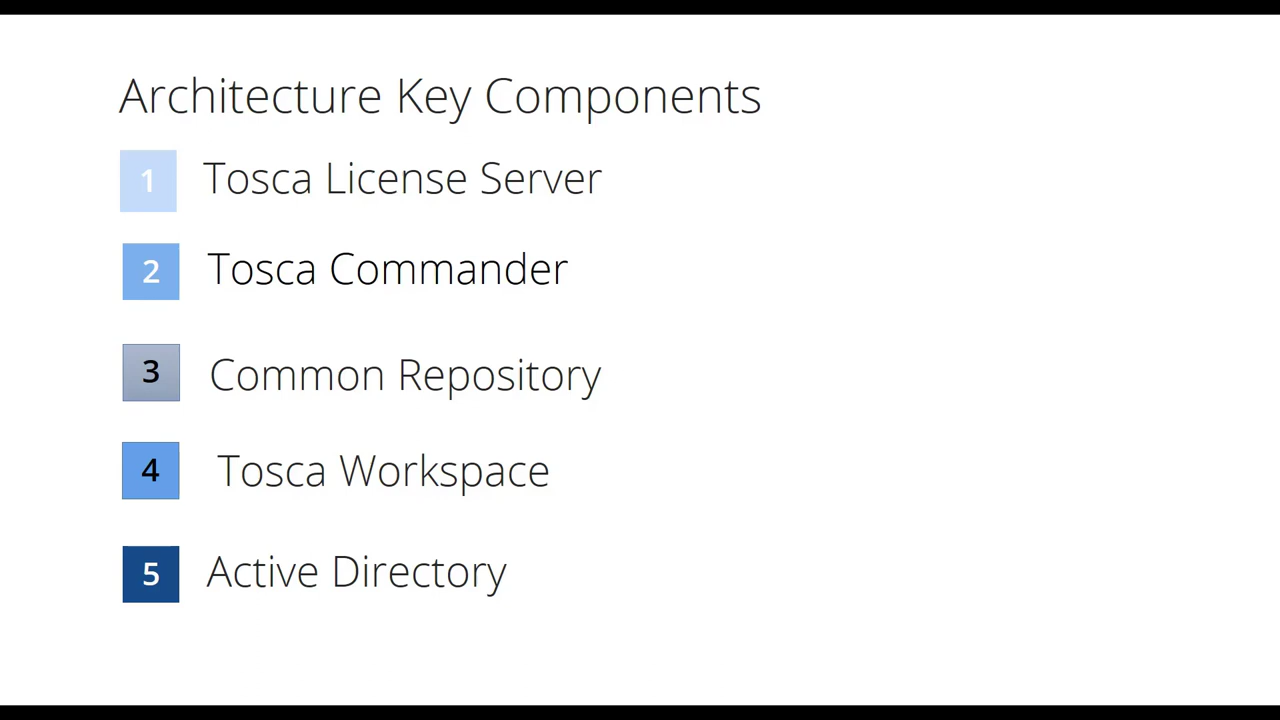 Architecture Key Components
1 Tosca License Server
2 Tosca Commander
3 Common Repository
4 Tosca Workspace
5 Active Directory